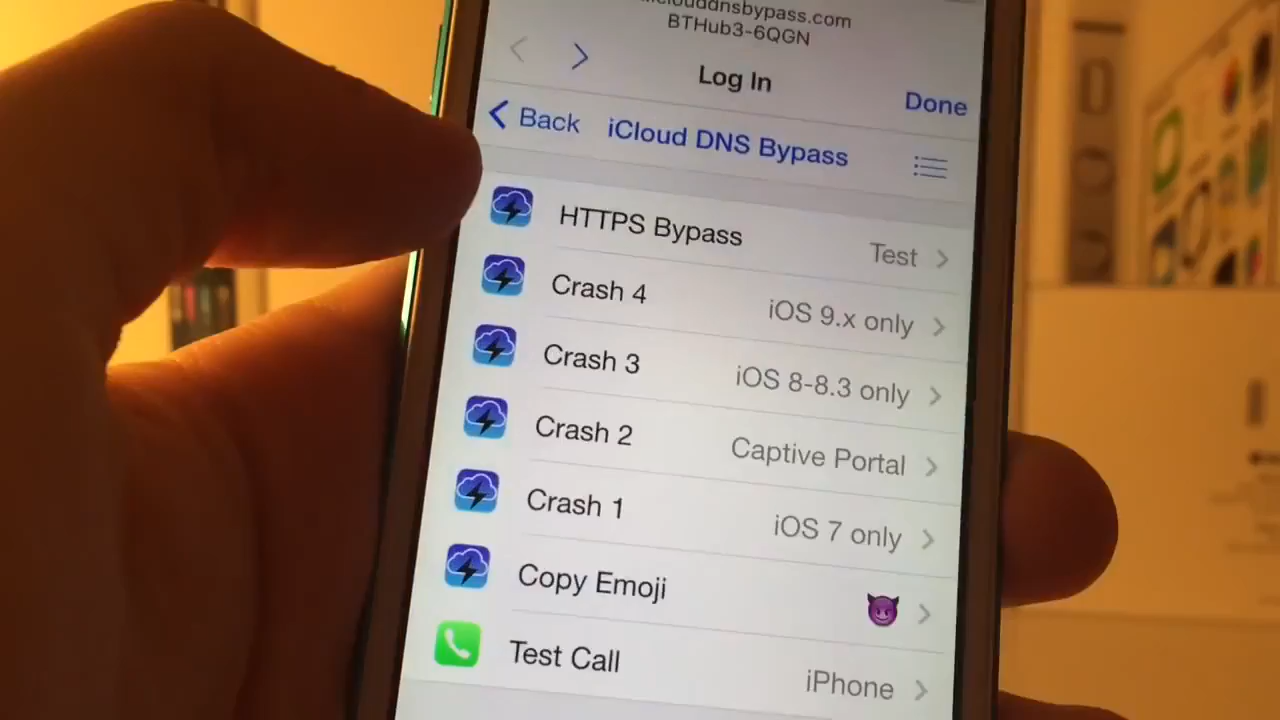 iclouddnsbypass.com
BTHub3-6QGN
Log In
Done
Back iCloud DNS Bypass
HTTPS Bypass Test
Crash 4 iOS 9.x only
Crash 3 iOS 8-8.3 only
Crash 2 Captive Portal
Crash 1 iOS 7 only
Copy Emoji 😈
Test Call iPhone